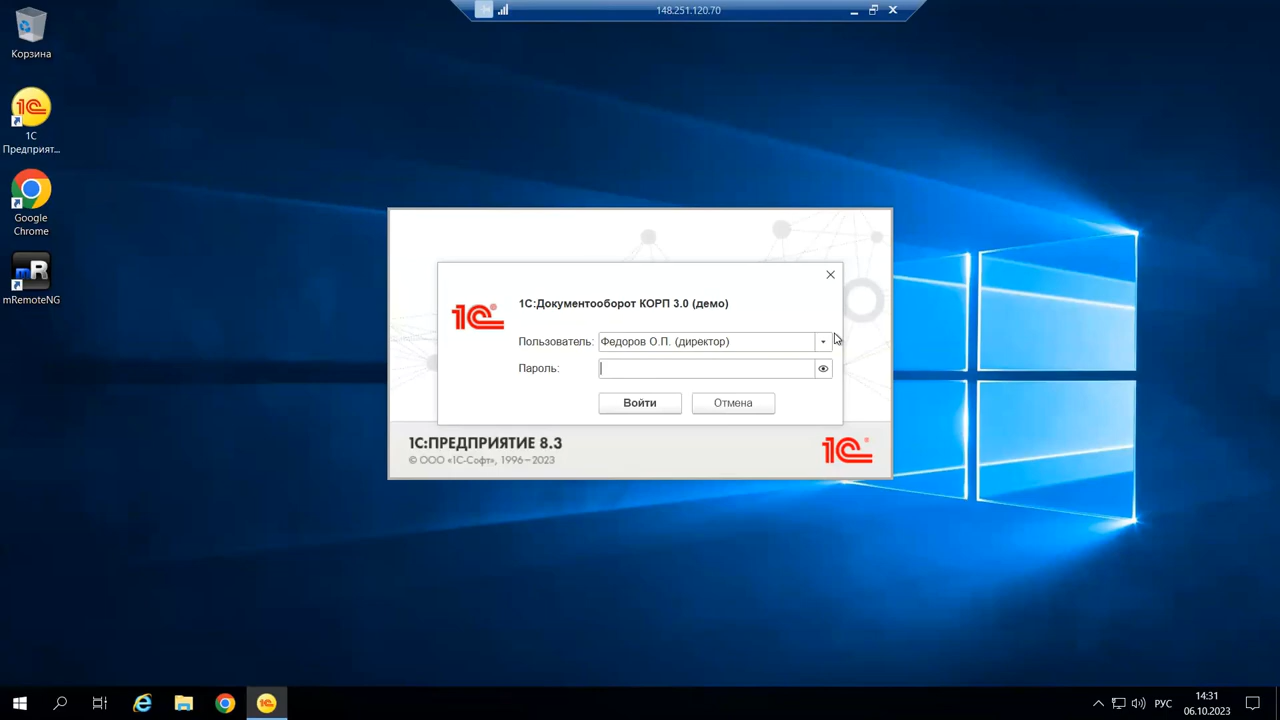 148.251.120.70
Корзина
1С
Предприят...
Google
Chrome
mRemoteNG
1С:Документооборот КОРП 3.0 (демо)
Пользователь: Федоров О.П. (директор)
Пароль:
Войти Отмена
1С:ПРЕДПРИЯТИЕ 8.3
© ООО «1С-Софт», 1996–2023
РУС
14:31
06.10.2023